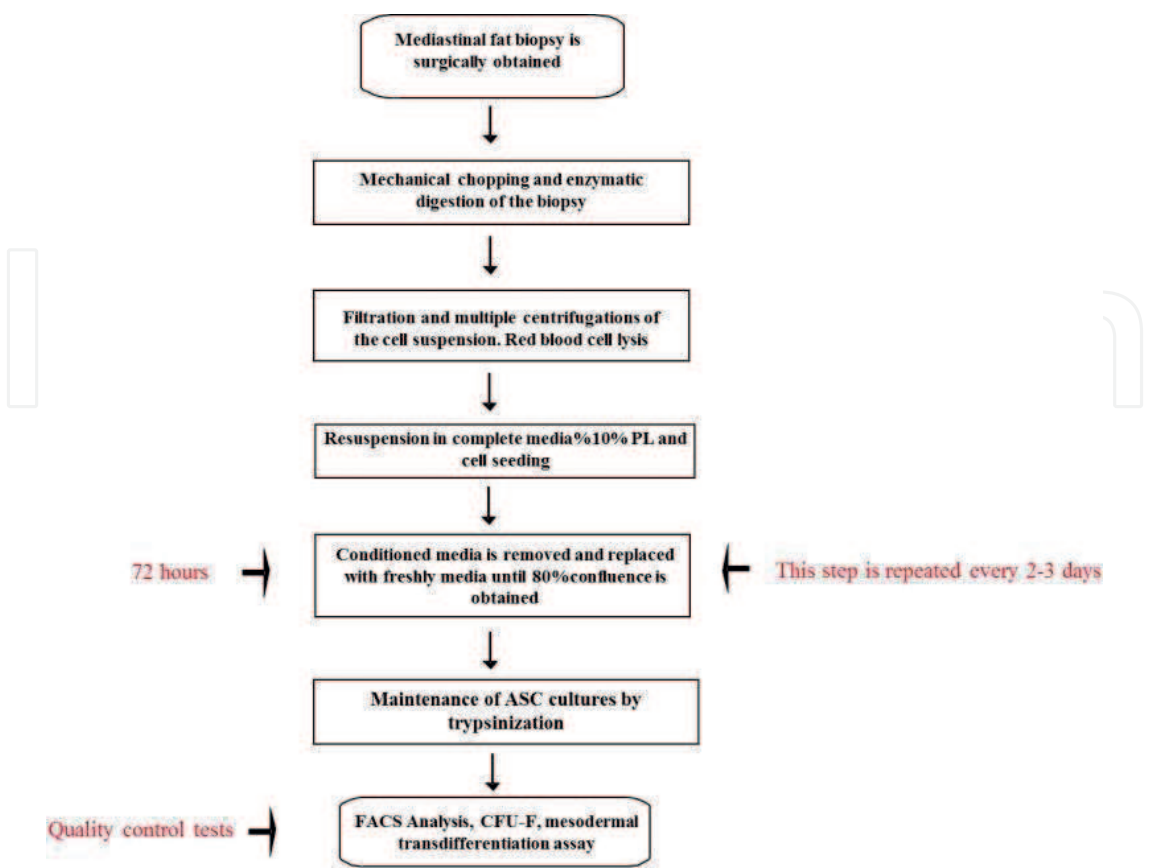 Mediastinal fat biopsy is
surgically obtained
Mechanical chopping and enzymatic
digestion of the biopsy
Filtration and multiple centrifugations of
the cell suspension. Red blood cell lysis
Resuspension in complete media%10% PL and
cell seeding
72 hours
Conditioned media is removed and replaced
with freshly media until 80%confluence is
obtained
This step is repeated every 2-3 days
Maintenance of ASC cultures by
trypsinization
Quality control tests
FACS Analysis, CFU-F, mesodermal
transdifferentiation assay